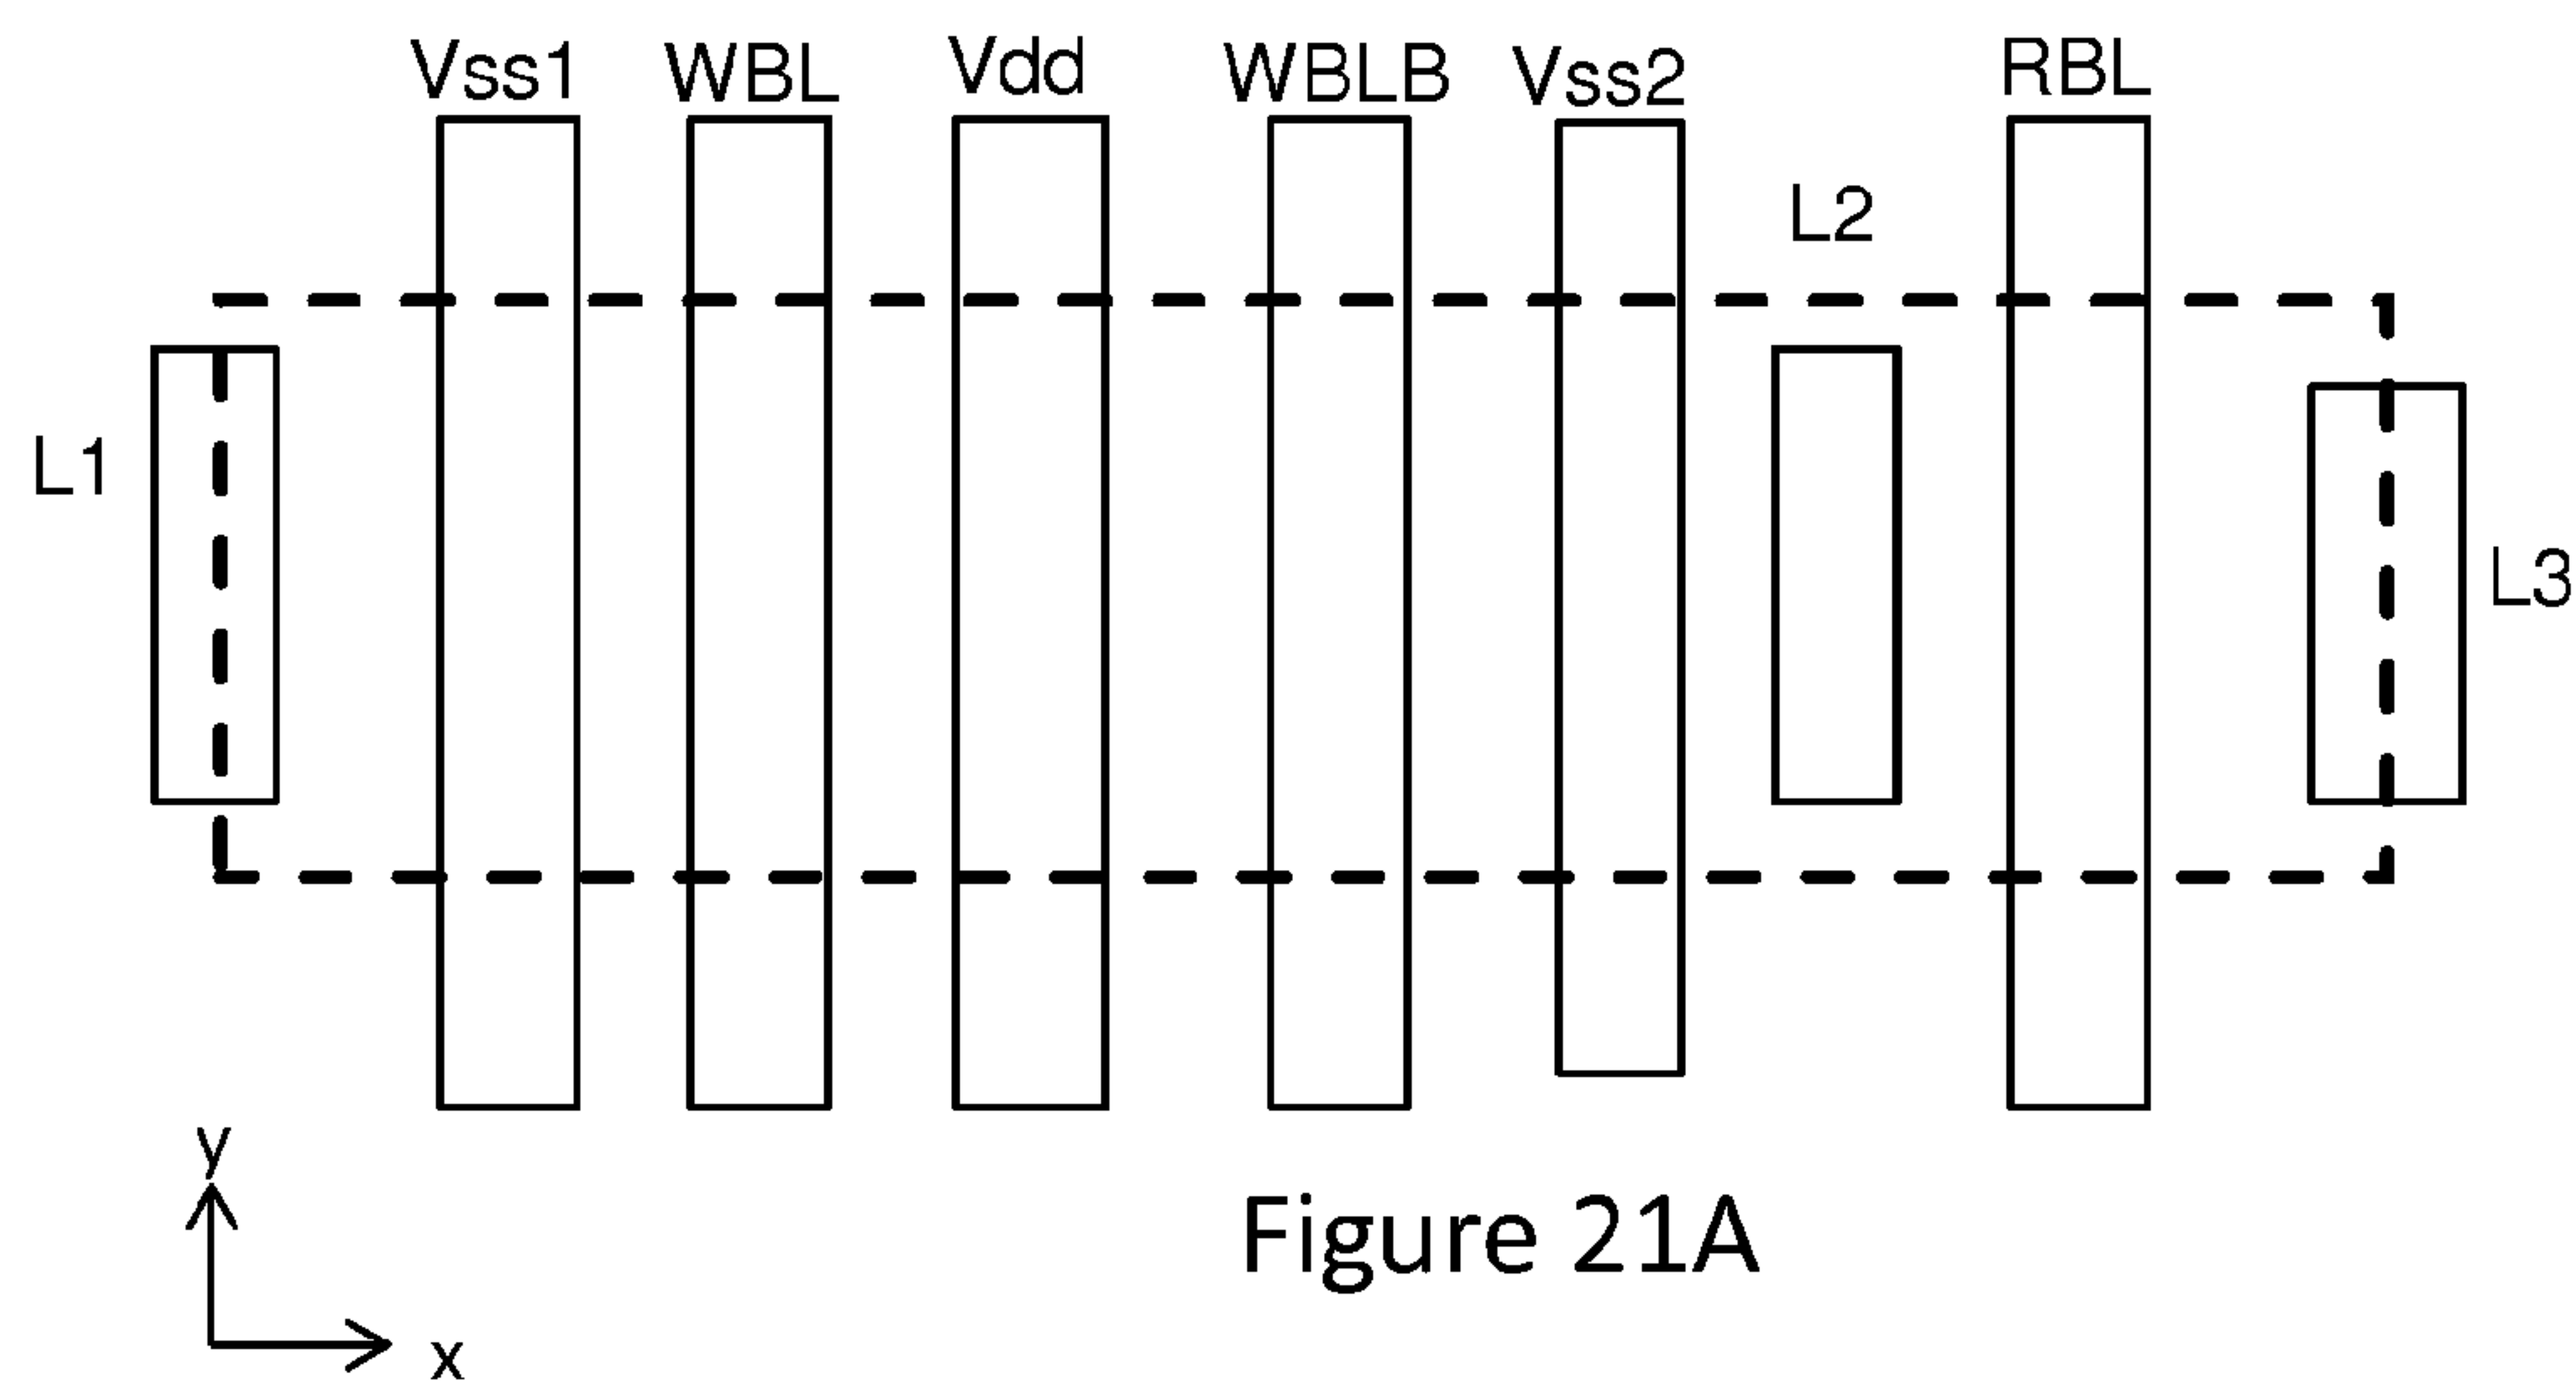 Vss1 WBL Vdd WBLB Vss2 RBL
L2
L1
L3
y
x
Figure 21A